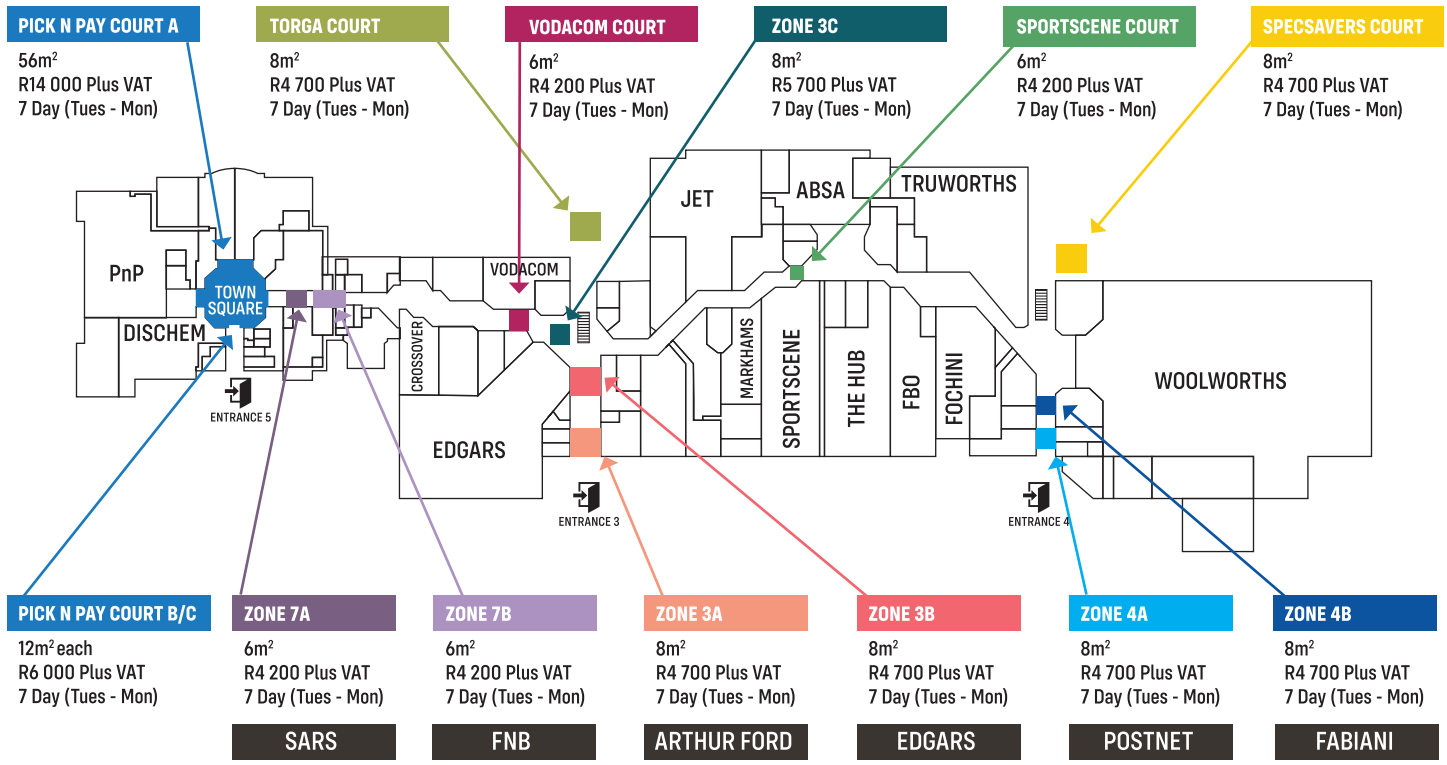 PICK N PAY COURT A
56m²
R14 000 Plus VAT
7 Day (Tues - Mon)
TORGA COURT
8m²
R4 700 Plus VAT
7 Day (Tues - Mon)
VODACOM COURT
6m²
R4 200 Plus VAT
7 Day (Tues - Mon)
ZONE 3C
8m²
R5 700 Plus VAT
7 Day (Tues - Mon)
SPORTSCENE COURT
6m²
R4 200 Plus VAT
7 Day (Tues - Mon)
SPECSAVERS COURT
8m²
R4 700 Plus VAT
7 Day (Tues - Mon)
PnP
TOWN
SQUARE
DISCHEM
ENTRANCE 5
VODACOM
CROSSOVER
EDGARS
JET
ABSA
TRUWORTHS
MARKHAMS
SPORTSCENE
THE HUB
FBO
FOCHINI
WOOLWORTHS
ENTRANCE 3
ENTRANCE 4
PICK N PAY COURT B/C
12m² each
R6 000 Plus VAT
7 Day (Tues - Mon)
ZONE 7A
6m²
R4 200 Plus VAT
7 Day (Tues - Mon)
SARS
ZONE 7B
6m²
R4 200 Plus VAT
7 Day (Tues - Mon)
FNB
ZONE 3A
8m²
R4 700 Plus VAT
7 Day (Tues - Mon)
ARTHUR FORD
ZONE 3B
8m²
R4 700 Plus VAT
7 Day (Tues - Mon)
EDGARS
ZONE 4A
8m²
R4 700 Plus VAT
7 Day (Tues - Mon)
POSTNET
ZONE 4B
8m²
R4 700 Plus VAT
7 Day (Tues - Mon)
FABIANI